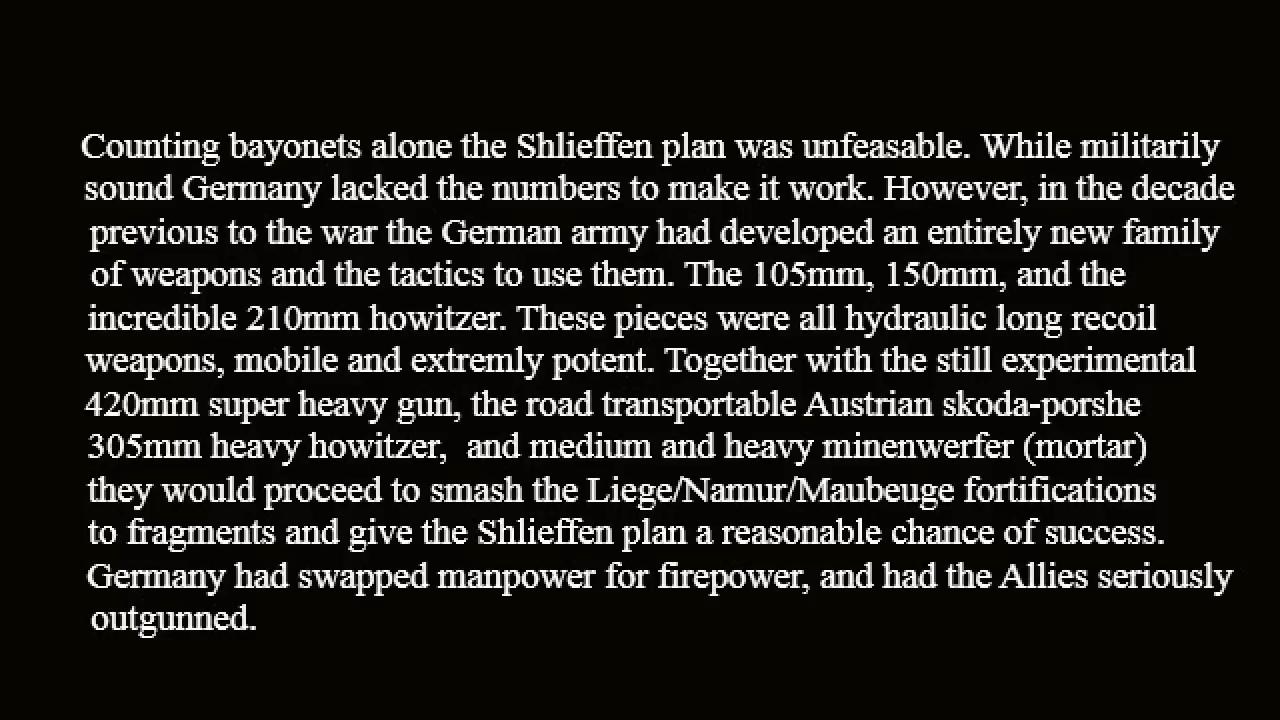 Counting bayonets alone the Shlieffen plan was unfeasable. While militarily
sound Germany lacked the numbers to make it work. However, in the decade
previous to the war the German army had developed an entirely new family
of weapons and the tactics to use them. The 105mm, 150mm, and the
incredible 210mm howitzer. These pieces were all hydraulic long recoil
weapons, mobile and extremly potent. Together with the still experimental
420mm super heavy gun, the road transportable Austrian skoda-porshe
305mm heavy howitzer,  and medium and heavy minenwerfer (mortar)
they would proceed to smash the Liege/Namur/Maubeuge fortifications
to fragments and give the Shlieffen plan a reasonable chance of success.
Germany had swapped manpower for firepower, and had the Allies seriously
outgunned.